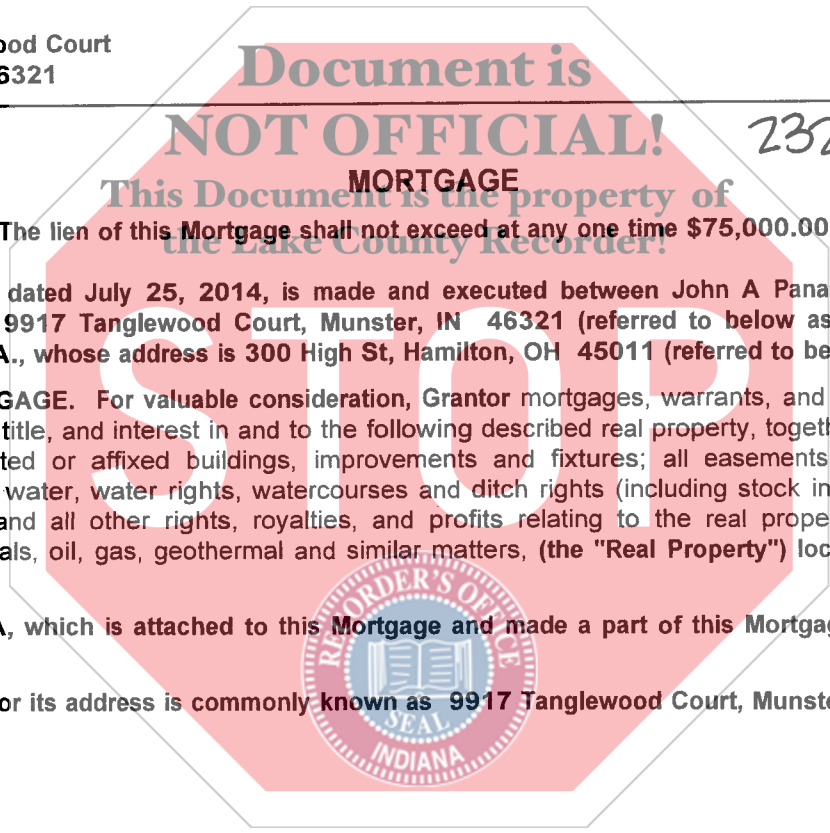 ood Court
6321
Document is
NOT OFFICIAL!
232
MORTGAGE
This Document is the property of
The lien of this Mortgage shall not exceed at any one time $75,000.00
the Lake County Recorder!
dated July 25, 2014, is made and executed between John A Pana
9917 Tanglewood Court, Munster, IN 46321 (referred to below as
A., whose address is 300 High St, Hamilton, OH 45011 (referred to be
GAGE. For valuable consideration, Grantor mortgages, warrants, and
title, and interest in and to the following described real property, togeth
ted or affixed buildings, improvements and fixtures; all easements
water, water rights, watercourses and ditch rights (including stock in
and all other rights, royalties, and profits relating to the real prope
als, oil, gas, geothermal and similar matters, (the "Real Property") loc
STOP
A, which is attached to this Mortgage and made a part of this Mortgag
or its address is commonly known as 9917 Tanglewood Court, Munste
RECORDER'S OFFICE
SEAL
INDIANA